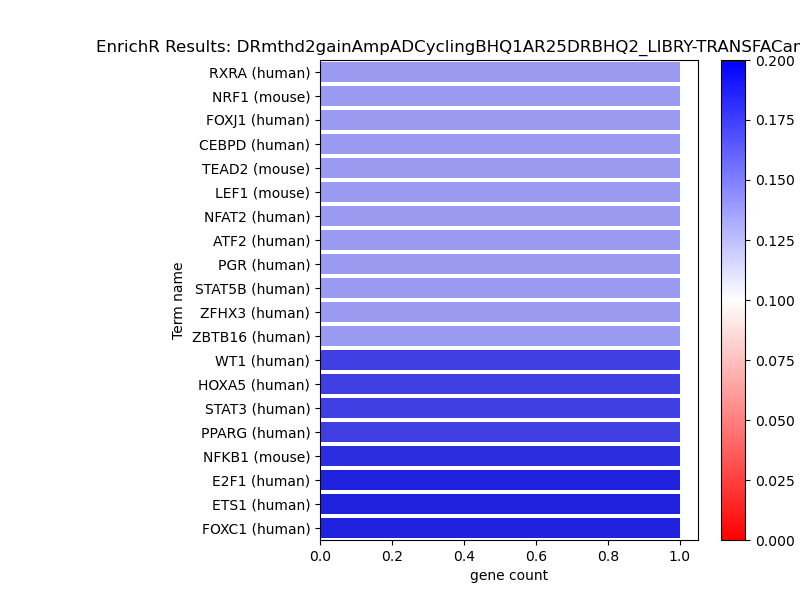 EnrichR Results: DRmthd2gainAmpADCyclingBHQ1AR25DRBHQ2_LIBRY-TRANSFACan
RXRA (human)
NRF1 (mouse)
FOXJ1 (human)
CEBPD (human)
TEAD2 (mouse)
LEF1 (mouse)
NFAT2 (human)
ATF2 (human)
PGR (human)
STAT5B (human)
ZFHX3 (human)
ZBTB16 (human)
WT1 (human)
HOXA5 (human)
STAT3 (human)
PPARG (human)
NFKB1 (mouse)
E2F1 (human)
ETS1 (human)
FOXC1 (human)
Term name
0.0 0.2 0.4 0.6 0.8 1.0
gene count
0.200
0.175
0.150
0.125
0.100
0.075
0.050
0.025
0.000